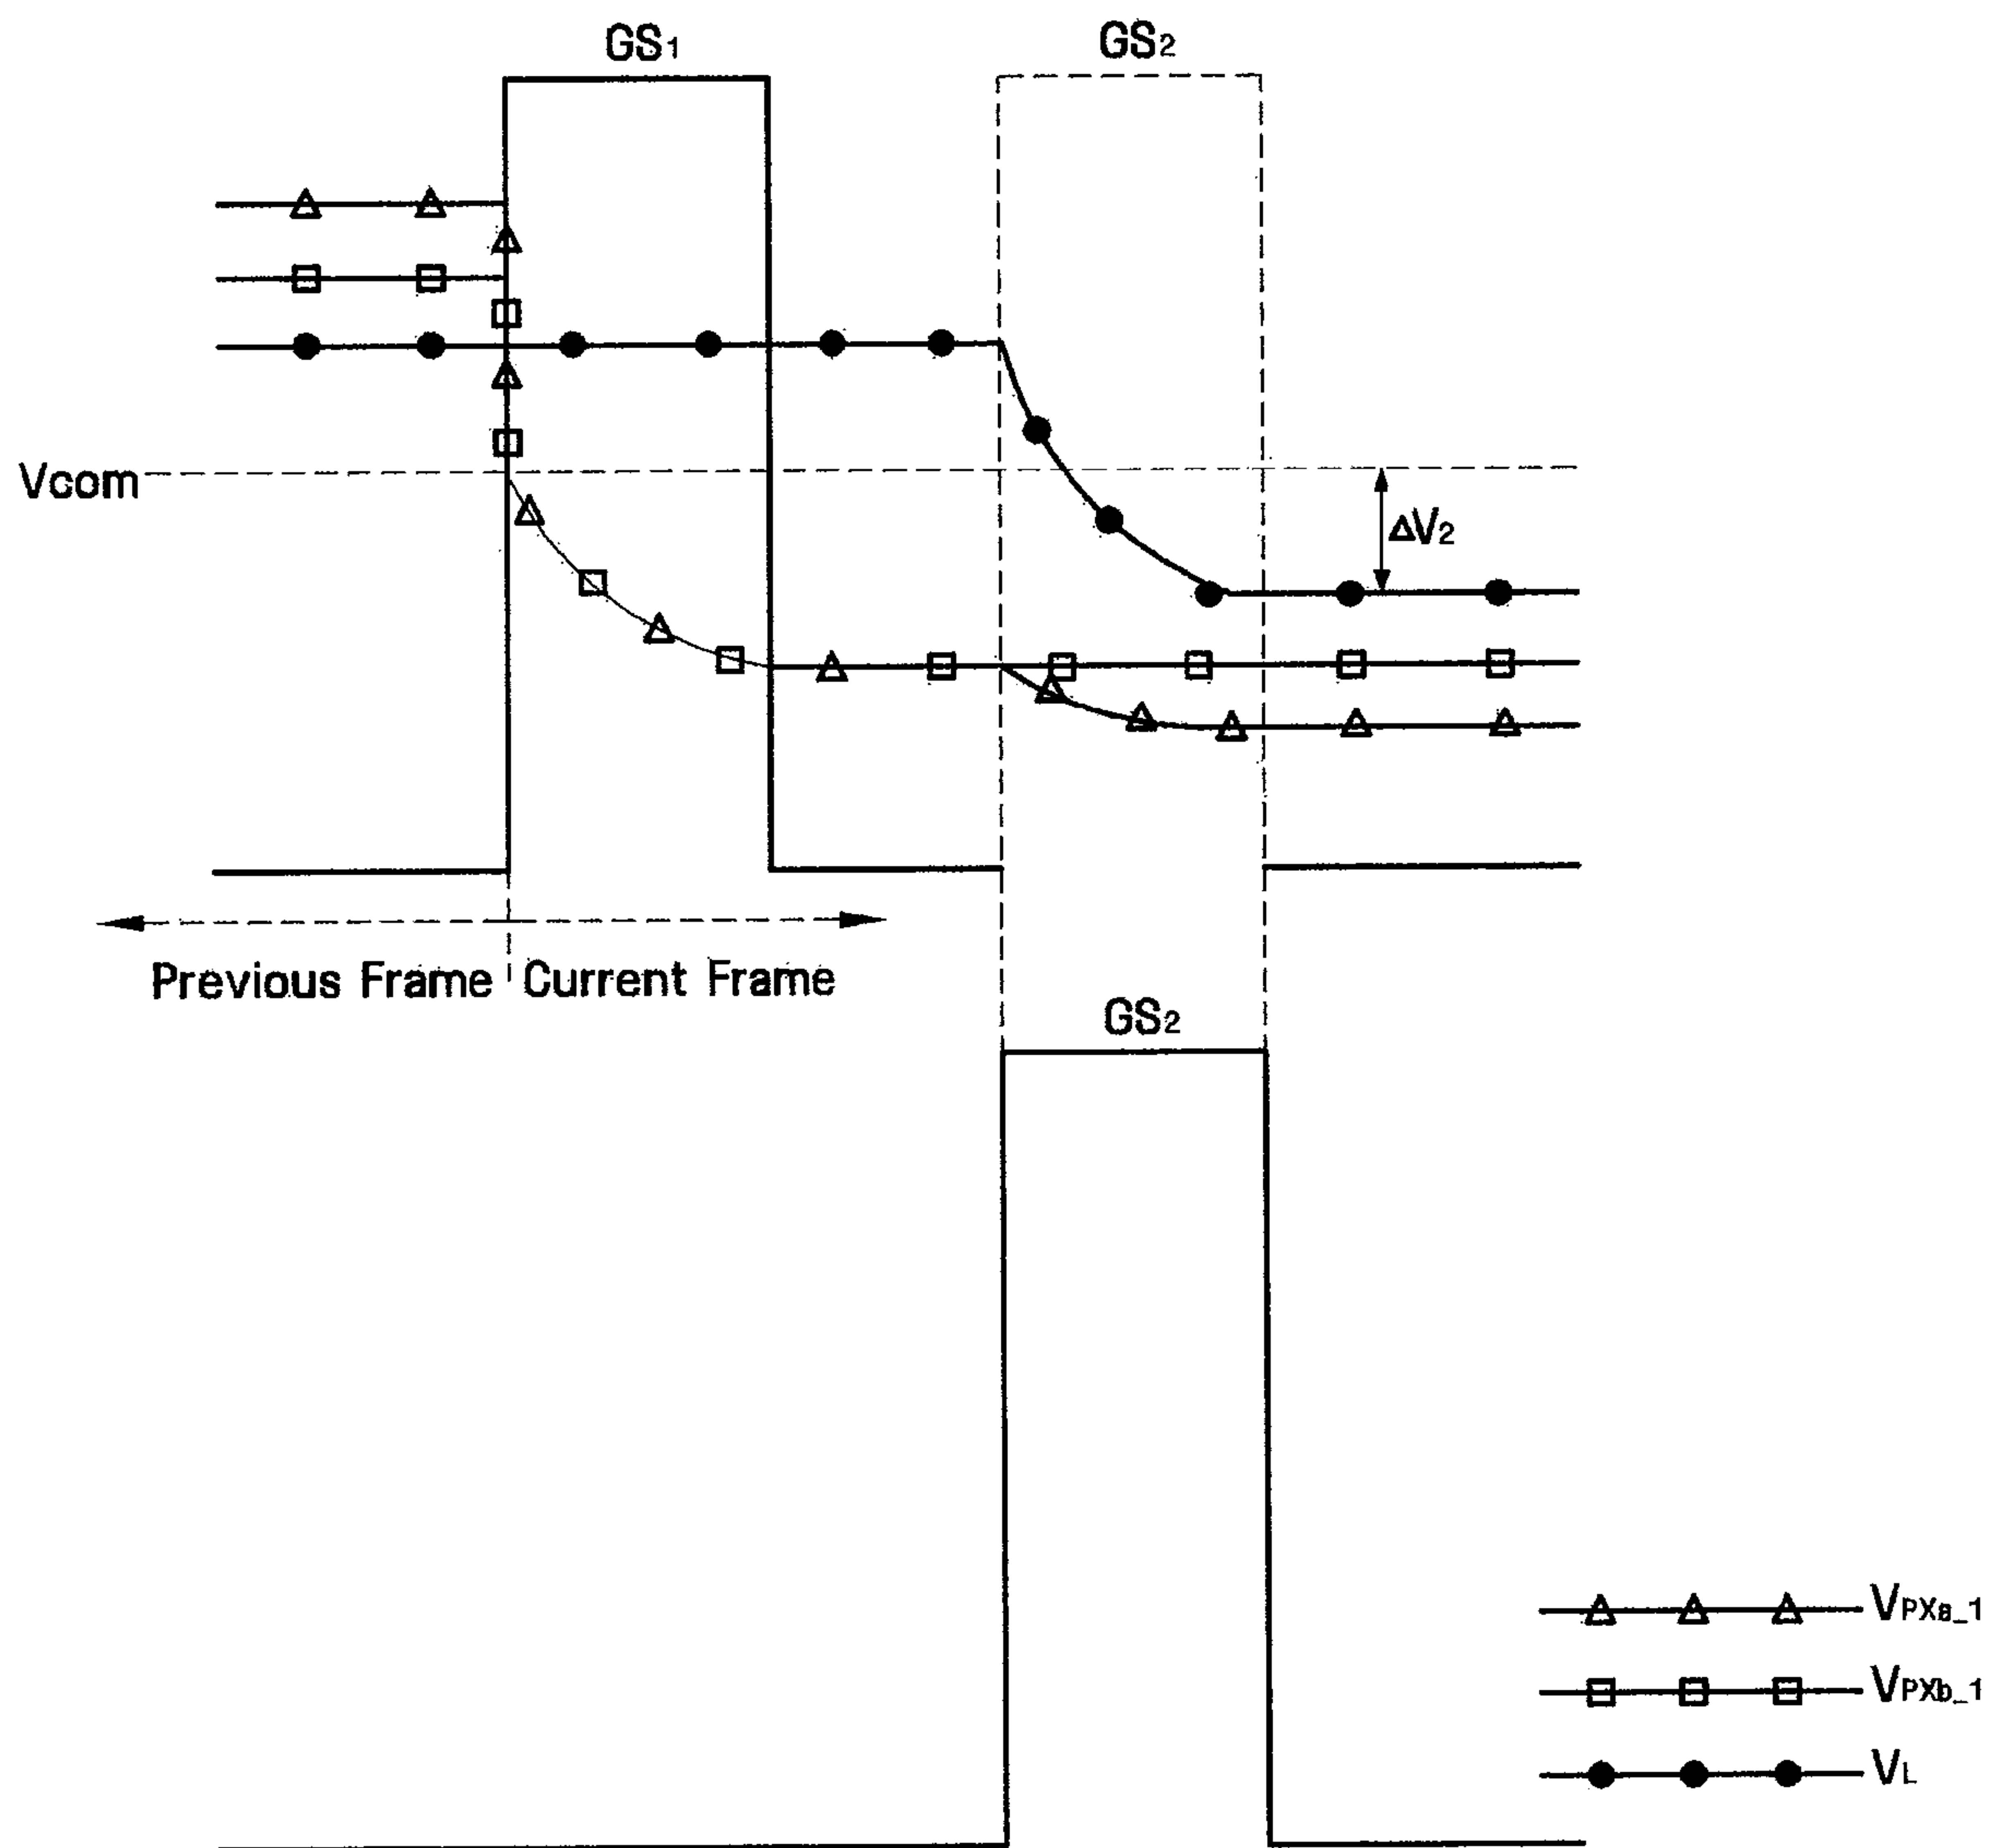 GS1
GS2
Vcom
ΔV2
Previous Frame
Current Frame
GS2
VPXa_1
VPXb_1
VL